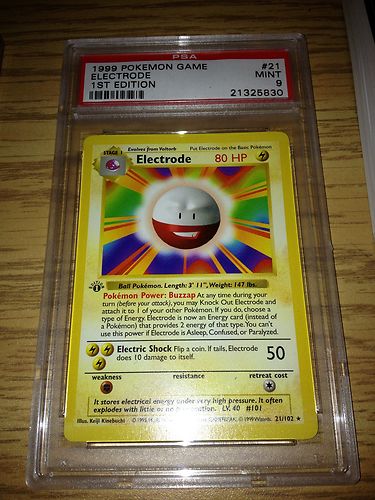 PSA
1999 POKEMON GAME #21
ELECTRODE MINT
1ST EDITION 9
21325830
STAGE 1 Evolves from Voltorb Put Electrode on the Basic Pokémon
Electrode 80 HP
Ball Pokémon. Length: 3' 11", Weight: 147 lbs.
Pokémon Power: Buzzap At any time during your
turn (before your attack), you may Knock Out Electrode and
attach it to 1 of your other Pokémon. If you do, choose a
type of Energy. Electrode is now an Energy card (instead of
a Pokémon) that provides 2 energy of that type. You can't
use this power if Electrode is Asleep, Confused, or Paralyzed.
Electric Shock Flip a coin. If tails, Electrode
does 10 damage to itself. 50
weakness resistance retreat cost
It stores electrical energy under very high pressure. It often
explodes with little or no LV. 40 #101
Illus. Keiji Kinebuchi © 1999 Wizards. 21/102 ★